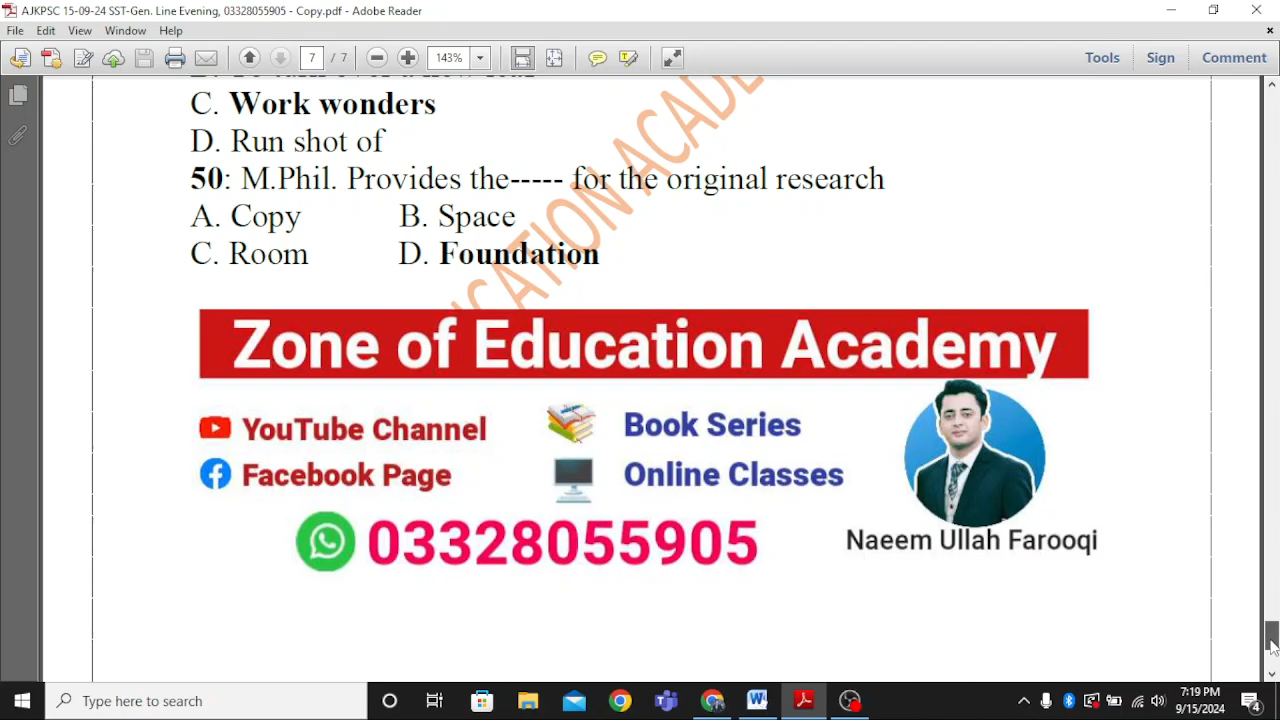 AJKPSC 15-09-24 SST-Gen. Line Evening, 03328055905 - Copy.pdf - Adobe Reader
File Edit View Window Help
7 / 7 143% Tools Sign Comment
C. Work wonders
D. Run shot of
50: M.Phil. Provides the----- for the original research
A. Copy B. Space
C. Room D. Foundation
Zone of Education Academy
YouTube Channel Book Series
Facebook Page Online Classes
03328055905
Naeem Ullah Farooqi
Type here to search
7:19 PM
9/15/2024
4